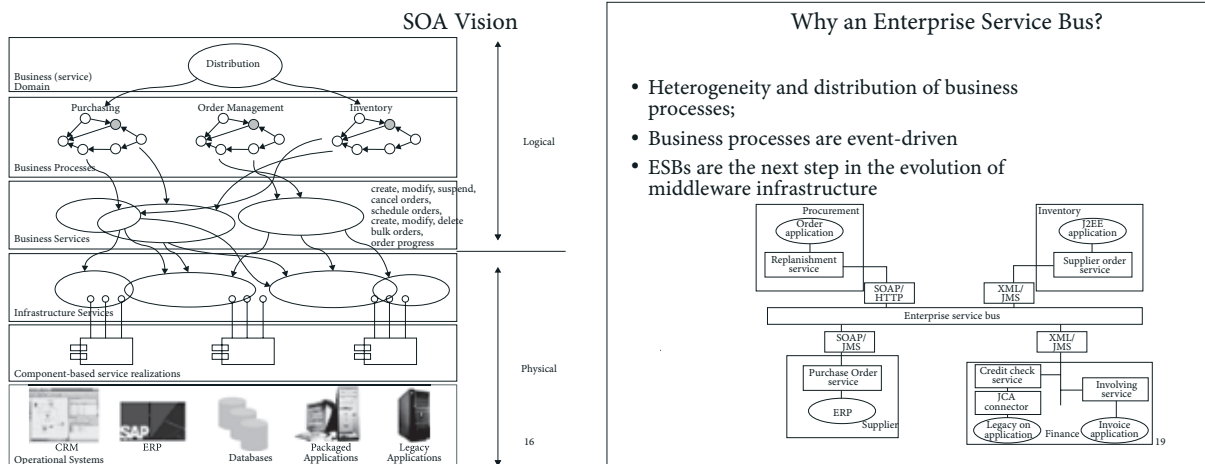 SOA Vision
Distribution
Business (service)
Domain
Purchasing
Order Management
Inventory
Business Processes
Logical
create, modify, suspend,
cancel orders,
schedule orders,
create, modify, delete
bulk orders,
order progress
Business Services
Infrastructure Services
Component-based service realizations
Physical
SAP
CRM
ERP
Databases
Packaged
Applications
Legacy
Applications
Operational Systems
16
Why an Enterprise Service Bus?
• Heterogeneity and distribution of business
processes;
• Business processes are event-driven
• ESBs are the next step in the evolution of
middleware infrastructure
Procurement
Order
application
Replanishment
service
SOAP/
HTTP
Inventory
J2EE
application
Supplier order
service
XML/
JMS
Enterprise service bus
SOAP/
JMS
XML/
JMS
Purchase Order
service
ERP
Supplier
Credit check
service
JCA
connector
Legacy on
application
Finance
Involving
service
Invoice
application
19